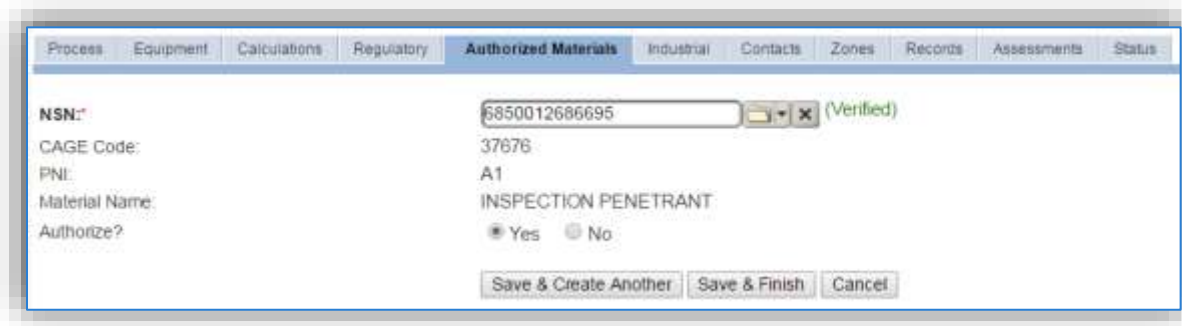 Process Equipment Calculations Regulatory Authorized Materials Industrial Contacts Zones Records Assessments Status
NSN:* 6850012686695 (Verified)
CAGE Code: 37676
PNI: A1
Material Name: INSPECTION PENETRANT
Authorize? Yes No
Save & Create Another Save & Finish Cancel